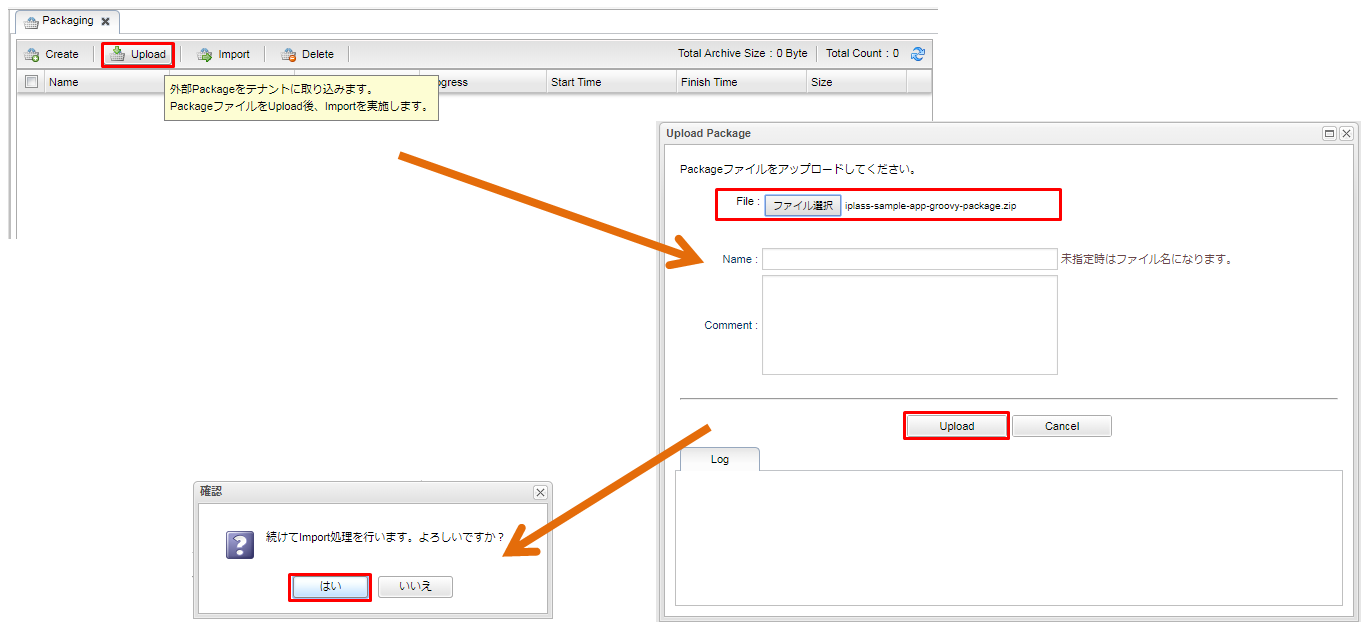 Packaging
Create Upload Import Delete Total Archive Size : 0 Byte Total Count : 0
Name ogress Start Time Finish Time Size
外部Packageをテナントに取り込みます。
PackageファイルをUpload後、Importを実施します。
Upload Package
Packageファイルをアップロードしてください。
File : ファイル選択 iplass-sample-app-groovy-package.zip
Name : 未指定時はファイル名になります。
Comment :
Upload Cancel
Log
確認
続けてImport処理を行います。よろしいですか？
はい いいえ